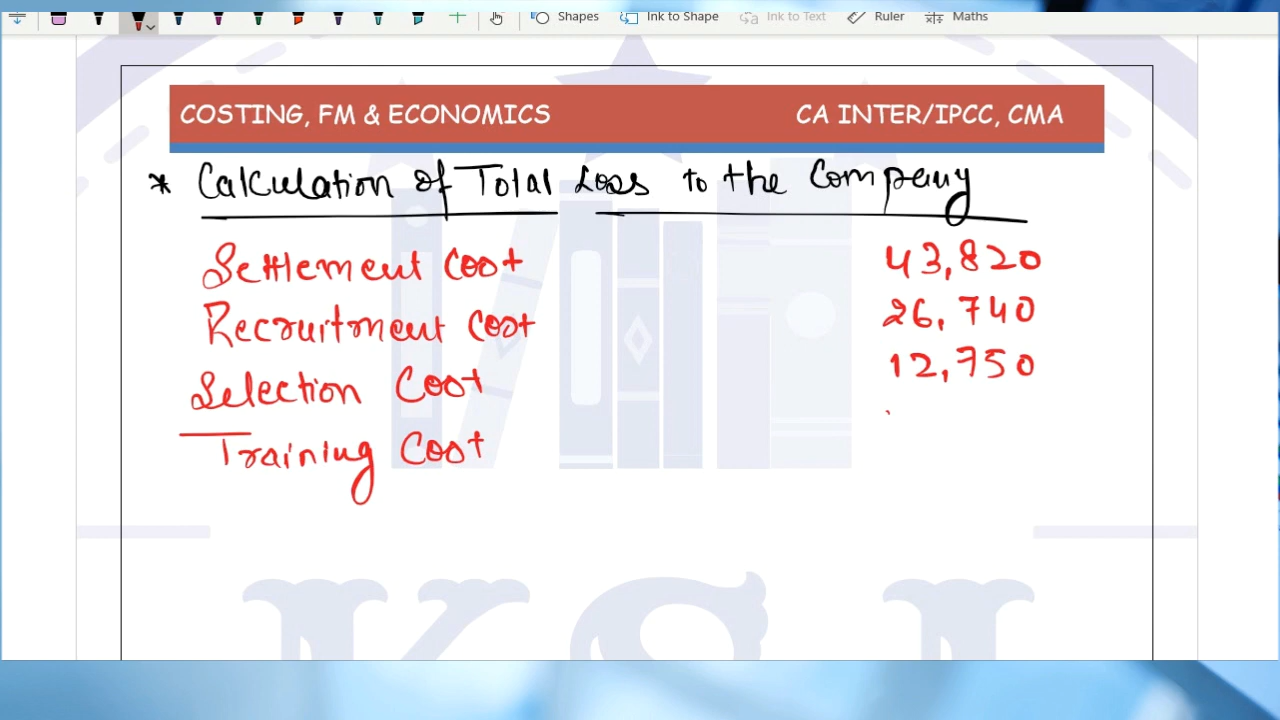 Shapes Ink to Shape Ink to Text Ruler Maths
COSTING, FM & ECONOMICS CA INTER/IPCC, CMA
* Calculation of Total Loss to the Company
Settlement Cost 43,820
Recruitment Cost 26,740
Selection Cost 12,750
Training Cost
KSJ